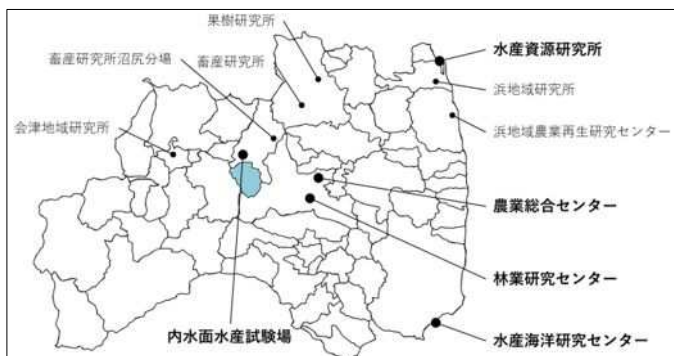 果樹研究所
水産資源研究所
畜産研究所沼尻分場
畜産研究所
浜地域研究所
会津地域研究所
浜地域農業再生研究センター
農業総合センター
林業研究センター
内水面水産試験場
水産海洋研究センター